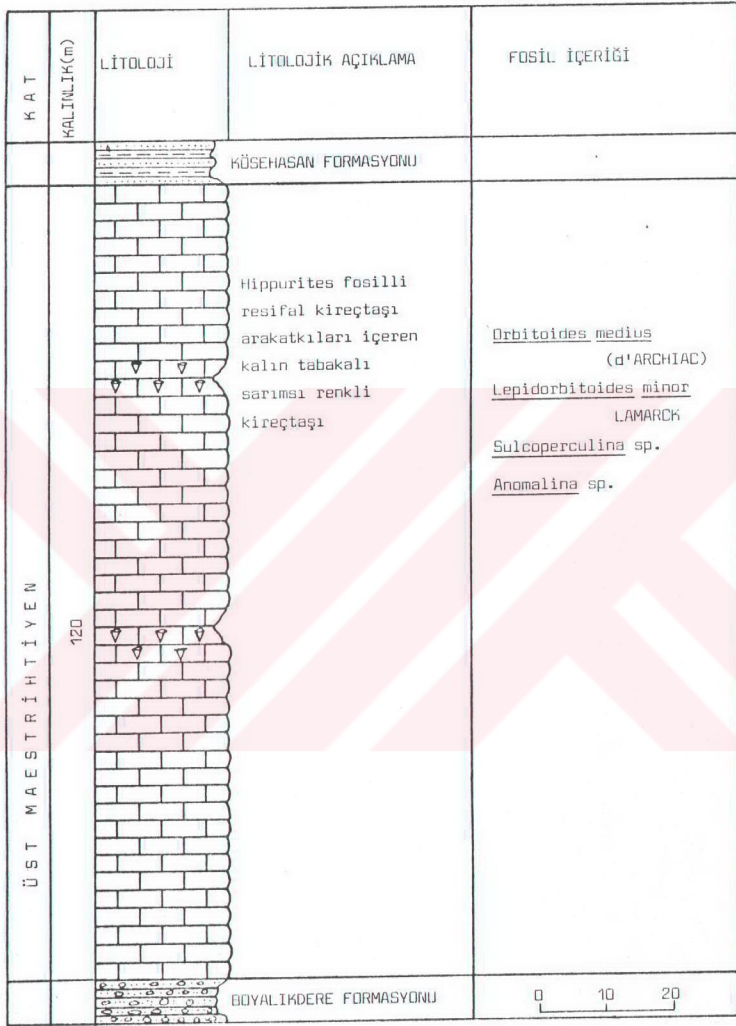 KAT
KALINLIK(m)
LİTOLOJİ
LİTOLOJİK AÇIKLAMA
FOSİL İÇERİĞİ
KÖSEHASAN FORMASYONU
Hippurites fosilli
resifal kireçtaşı
arakatkıları içeren
kalın tabakalı
sarımsı renkli
kireçtaşı
Orbitoides medius
(d'ARCHIAC)
Lepidorbitoides minor
LAMARCK
Sulcoperculina sp.
Anomalina sp.
ÜST MAESTRİHTİYEN
120
BOYALIKDERE FORMASYONU
0 10 20